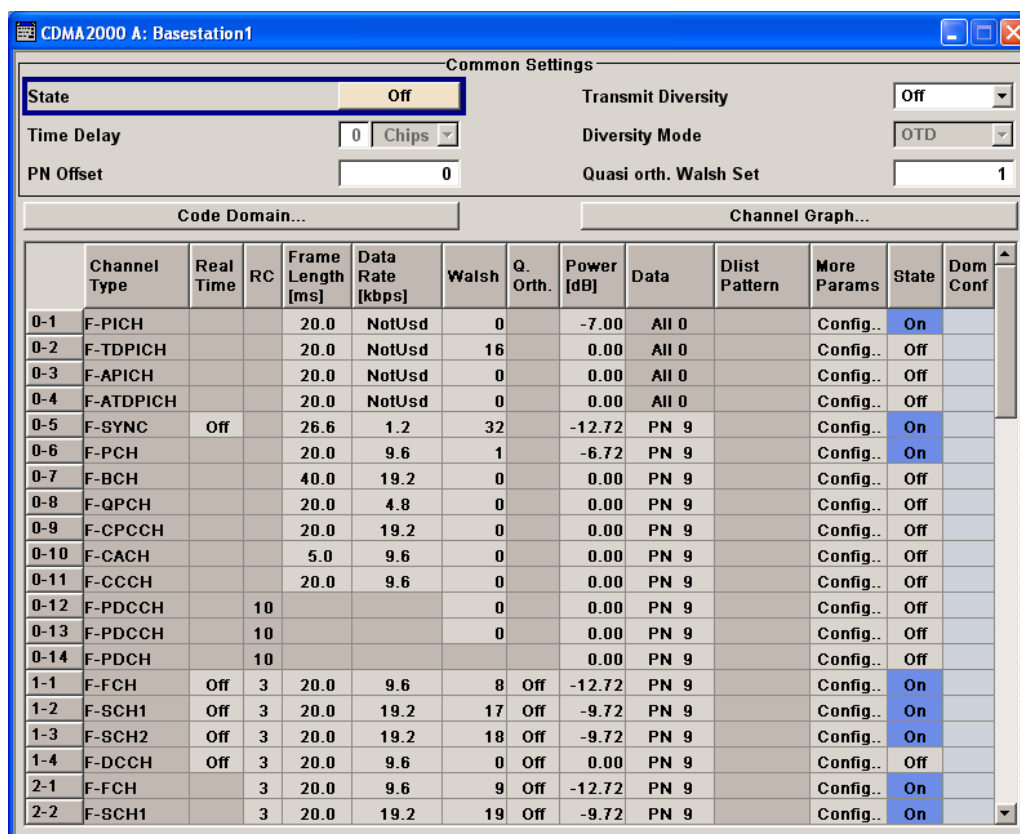 CDMA2000 A: Basestation1
Common Settings
State Off Transmit Diversity Off
Time Delay 0 Chips Diversity Mode OTD
PN Offset 0 Quasi orth. Walsh Set 1
Code Domain... Channel Graph...
Channel Type Real Time RC Frame Length [ms] Data Rate [kbps] Walsh Q. Orth. Power [dB] Data Dlist Pattern More Params State Dom Conf
0-1 F-PICH 20.0 NotUsd 0 -7.00 All 0 Config.. On
0-2 F-TDPICH 20.0 NotUsd 16 0.00 All 0 Config.. Off
0-3 F-APICH 20.0 NotUsd 0 0.00 All 0 Config.. Off
0-4 F-ATDPICH 20.0 NotUsd 0 0.00 All 0 Config.. Off
0-5 F-SYNC Off 26.6 1.2 32 -12.72 PN 9 Config.. On
0-6 F-PCH 20.0 9.6 1 -6.72 PN 9 Config.. On
0-7 F-BCH 40.0 19.2 0 0.00 PN 9 Config.. Off
0-8 F-QPCH 20.0 4.8 0 0.00 PN 9 Config.. Off
0-9 F-CPCCH 20.0 19.2 0 0.00 PN 9 Config.. Off
0-10 F-CACH 5.0 9.6 0 0.00 PN 9 Config.. Off
0-11 F-CCCH 20.0 9.6 0 0.00 PN 9 Config.. Off
0-12 F-PDCCH 10 0 0.00 PN 9 Config.. Off
0-13 F-PDCCH 10 0 0.00 PN 9 Config.. Off
0-14 F-PDCH 10 0.00 PN 9 Config.. Off
1-1 F-FCH Off 3 20.0 9.6 8 Off -12.72 PN 9 Config.. On
1-2 F-SCH1 Off 3 20.0 19.2 17 Off -9.72 PN 9 Config.. On
1-3 F-SCH2 Off 3 20.0 19.2 18 Off -9.72 PN 9 Config.. On
1-4 F-DCCH Off 3 20.0 9.6 0 Off 0.00 PN 9 Config.. Off
2-1 F-FCH 3 20.0 9.6 9 Off -12.72 PN 9 Config.. On
2-2 F-SCH1 3 20.0 19.2 19 Off -9.72 PN 9 Config.. On